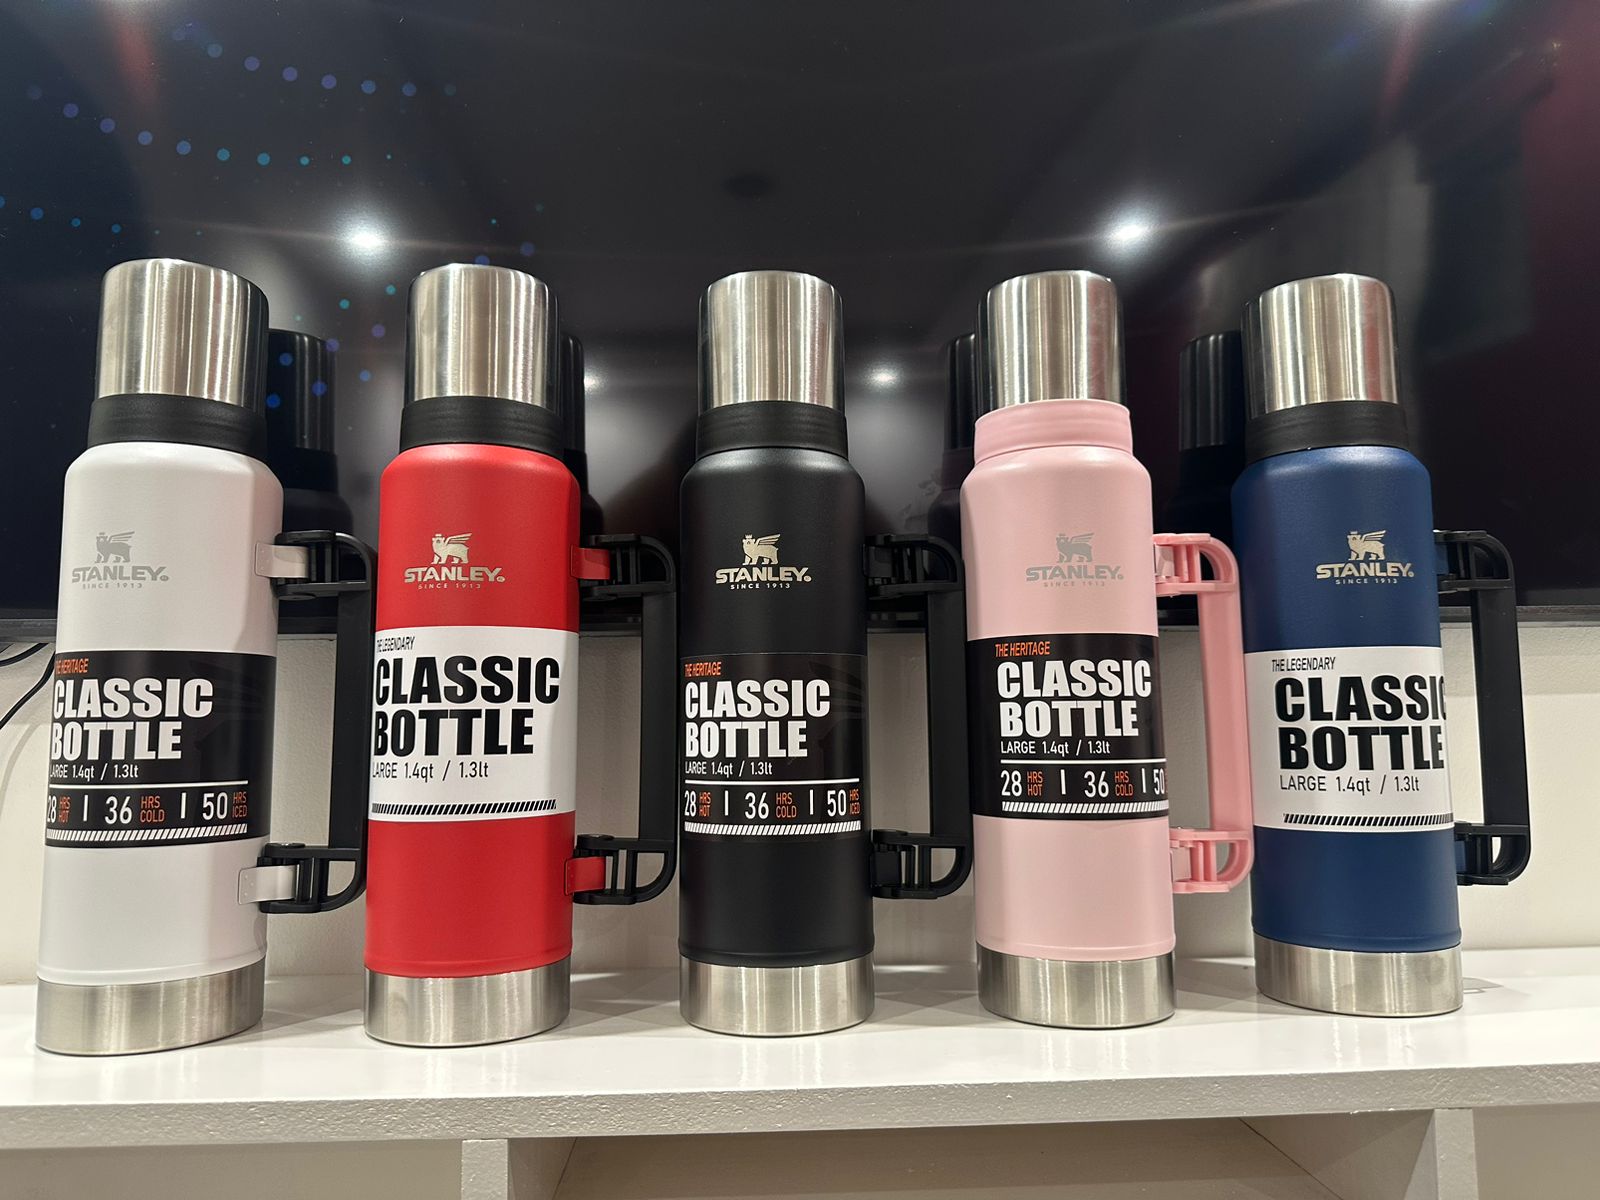 STANLEY.
SINCE 1913
THE HERITAGE
CLASSIC
BOTTLE
LARGE 1.4qt / 1.3lt
28 HRS HOT | 36 HRS COLD | 50 HRS ICED
STANLEY.
SINCE 1913
THE LEGENDARY
CLASSIC
BOTTLE
LARGE 1.4qt / 1.3lt
STANLEY.
SINCE 1913
THE HERITAGE
CLASSIC
BOTTLE
LARGE 1.4qt / 1.3lt
28 HRS HOT | 36 HRS COLD | 50 HRS ICED
STANLEY.
SINCE 1913
THE HERITAGE
CLASSIC
BOTTLE
LARGE 1.4qt / 1.3lt
28 HRS HOT | 36 HRS COLD | 50
STANLEY.
SINCE 1913
THE LEGENDARY
CLASSIC
BOTTLE
LARGE 1.4qt / 1.3lt